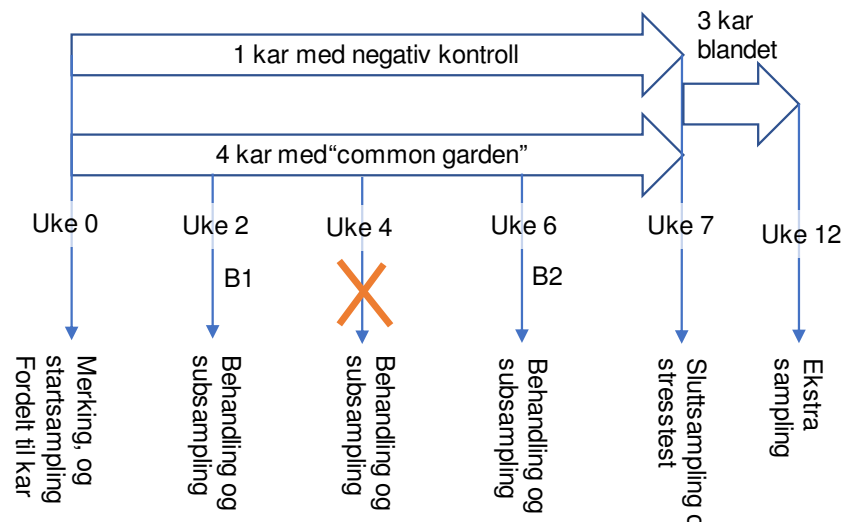 3 kar
blandet
1 kar med negativ kontroll
4 kar med“common garden”
Uke 0
Uke 2
Uke 4
Uke 6
Uke 7
Uke 12
B1
B2
Merking, og
startsampling
Fordelt til kar
Behandling og
subsampling
Behandling og
subsampling
Behandling og
subsampling
Sluttsampling o
stresstest
Ekstra
sampling